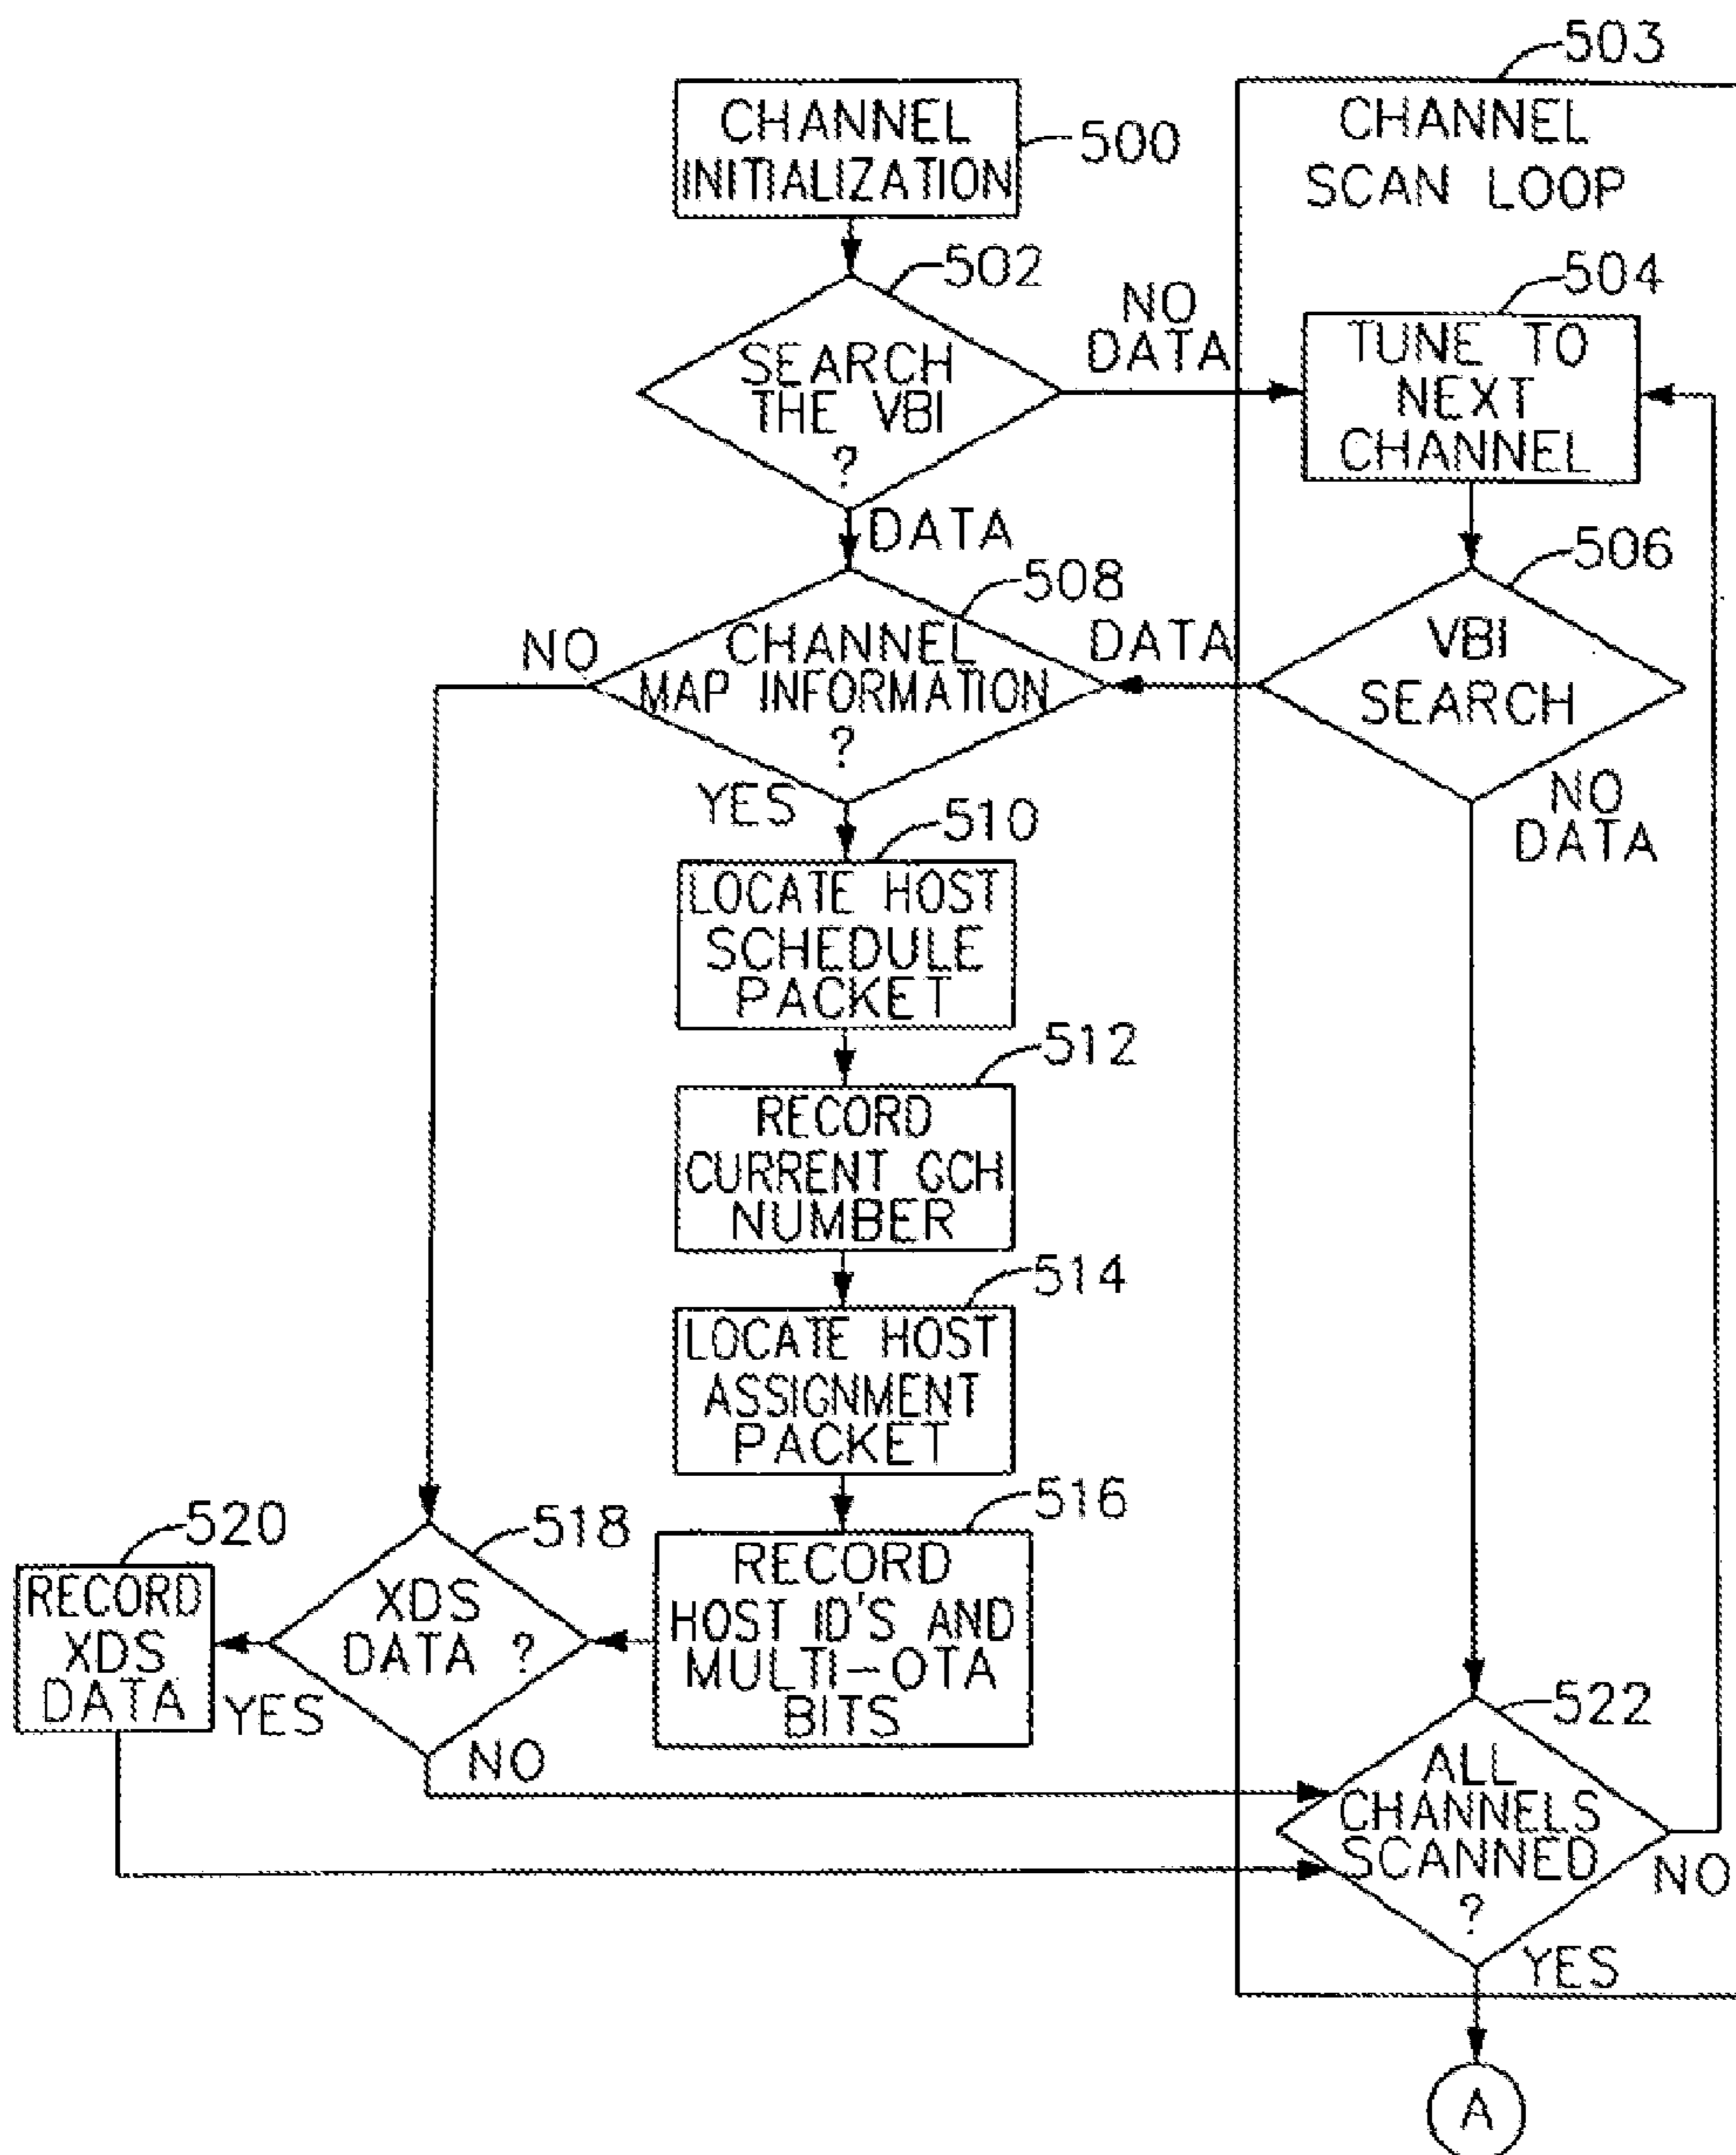 503
CHANNEL
INITIALIZATION
500
CHANNEL
SCAN LOOP
502
SEARCH
THE VBI
?
NO
DATA
504
TUNE TO
NEXT
CHANNEL
DATA
508
CHANNEL
MAP INFORMATION
?
NO
YES
DATA
506
VBI
SEARCH
NO
DATA
510
LOCATE HOST
SCHEDULE
PACKET
512
RECORD
CURRENT GCH
NUMBER
514
LOCATE HOST
ASSIGNMENT
PACKET
516
RECORD
HOST ID'S AND
MULTI-OTA
BITS
518
XDS
DATA ?
YES
NO
520
RECORD
XDS
DATA
522
ALL
CHANNELS
SCANNED
?
NO
YES
A